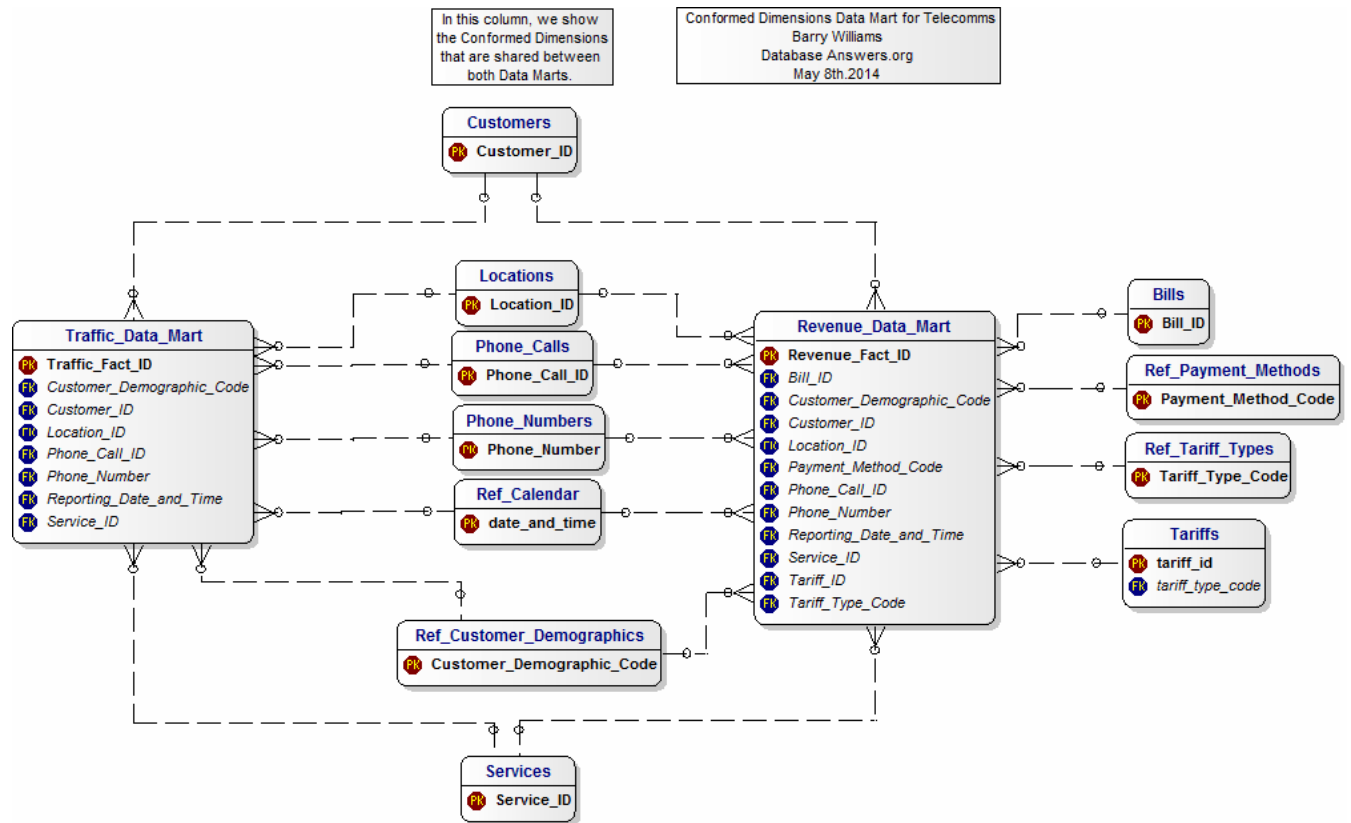 In this column, we show
the Conformed Dimensions
that are shared between
both Data Marts.
Conformed Dimensions Data Mart for Telecomms
Barry Williams
Database Answers.org
May 8th.2014
Customers
PK Customer_ID
Traffic_Data_Mart
PK Traffic_Fact_ID
FK Customer_Demographic_Code
FK Customer_ID
FK Location_ID
FK Phone_Call_ID
FK Phone_Number
FK Reporting_Date_and_Time
FK Service_ID
Locations
PK Location_ID
Phone_Calls
PK Phone_Call_ID
Phone_Numbers
PK Phone_Number
Ref_Calendar
PK date_and_time
Ref_Customer_Demographics
PK Customer_Demographic_Code
Services
PK Service_ID
Revenue_Data_Mart
PK Revenue_Fact_ID
FK Bill_ID
FK Customer_Demographic_Code
FK Customer_ID
FK Location_ID
FK Payment_Method_Code
FK Phone_Call_ID
FK Phone_Number
FK Reporting_Date_and_Time
FK Service_ID
FK Tariff_ID
FK Tariff_Type_Code
Bills
PK Bill_ID
Ref_Payment_Methods
PK Payment_Method_Code
Ref_Tariff_Types
PK Tariff_Type_Code
Tariffs
PK tariff_id
FK tariff_type_code